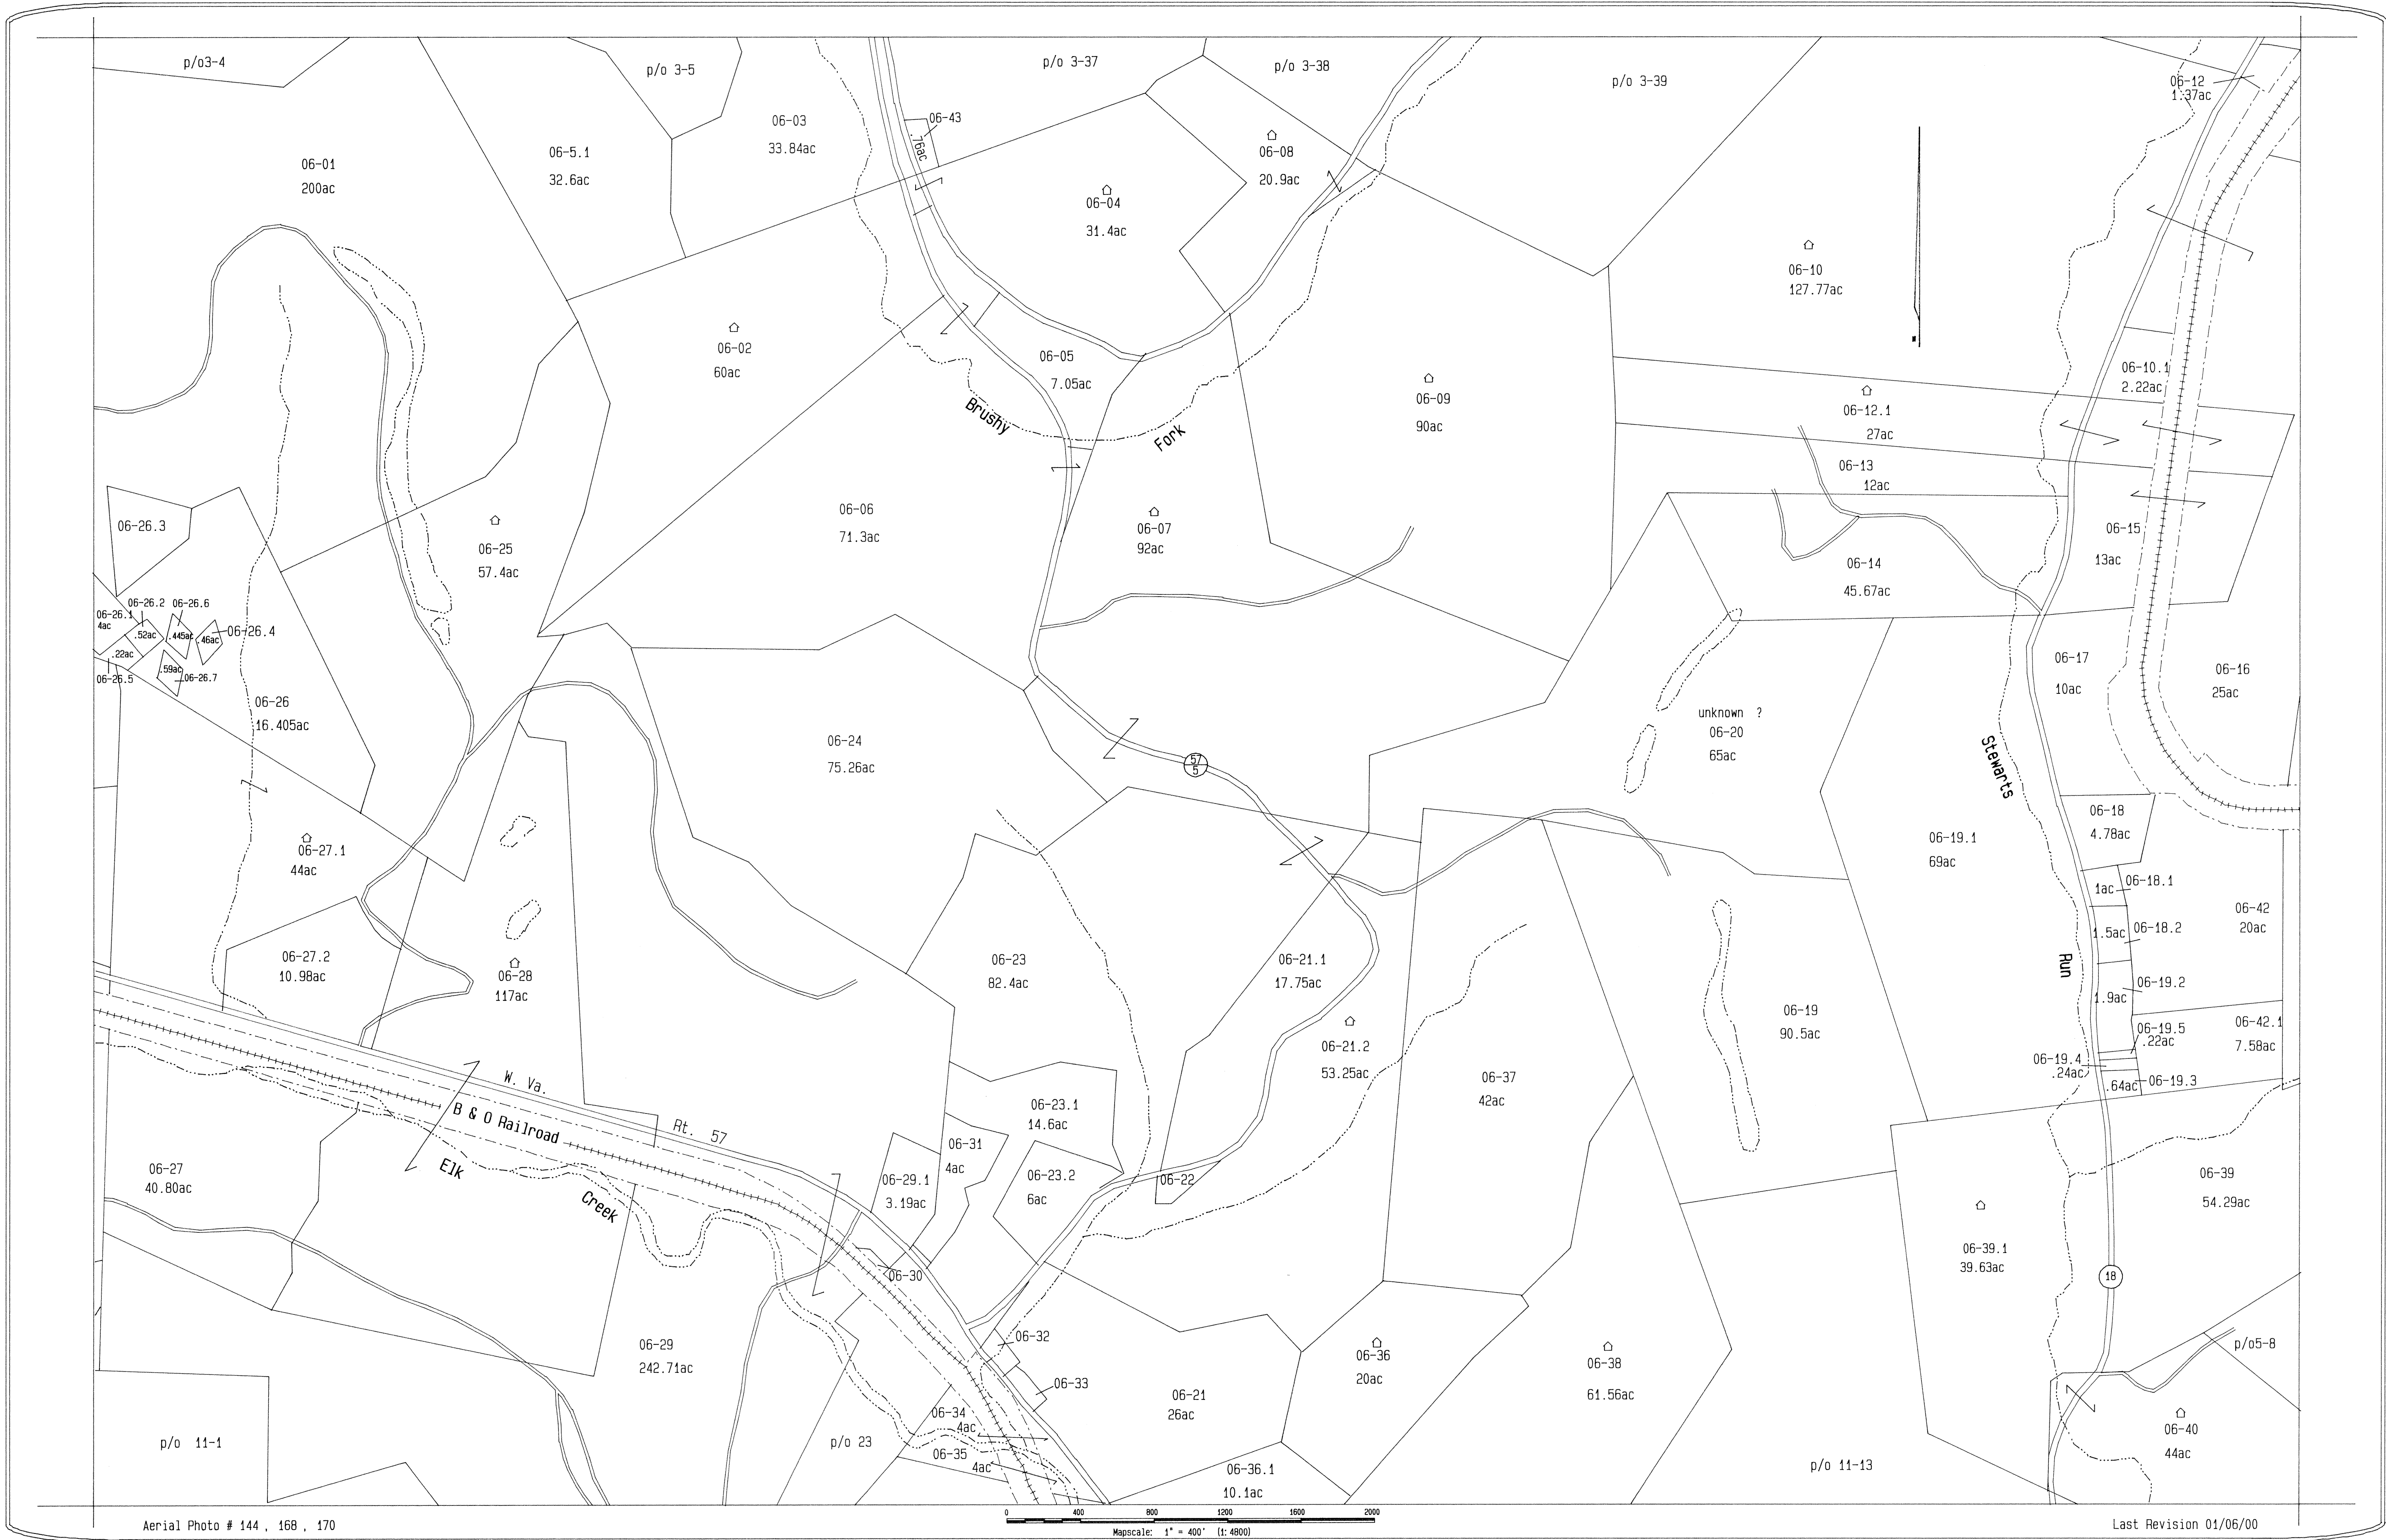 p/o3-4
p/o 3-5
p/o 3-37
p/o 3-38
p/o 3-39
06-12
1.37ac
06-01
200ac
06-5.1
32.6ac
06-03
33.84ac
06-43
.76ac
06-04
31.4ac
06-08
20.9ac
06-10
127.77ac
06-02
60ac
06-05
7.05ac
06-09
90ac
06-10.1
2.22ac
06-12.1
27ac
Brushy
Fork
06-13
12ac
06-26.3
06-25
57.4ac
06-06
71.3ac
06-07
92ac
06-14
45.67ac
06-15
13ac
06-26.1
4ac
06-26.2
.52ac
06-26.6
.445ac
06-26.4
.46ac
.22ac
06-26.5
.59ac
06-26.7
06-26
16.405ac
06-24
75.26ac
57
5
unknown ?
06-20
65ac
Stewarts
Run
06-17
10ac
06-16
25ac
06-18
4.78ac
06-27.1
44ac
06-19.1
69ac
1ac
06-18.1
1.5ac
06-18.2
06-42
20ac
06-27.2
10.98ac
06-28
117ac
06-23
82.4ac
06-21.1
17.75ac
06-19
90.5ac
1.9ac
06-19.2
06-19.5
.22ac
06-42.1
7.58ac
06-19.4
.24ac
.64ac
06-19.3
06-21.2
53.25ac
06-37
42ac
W. Va.
Rt. 57
B & O Railroad
Elk
Creek
06-23.1
14.6ac
06-31
4ac
06-29.1
3.19ac
06-23.2
6ac
06-22
06-27
40.80ac
06-39
54.29ac
06-39.1
39.63ac
18
06-30
06-29
242.71ac
06-32
06-33
06-36
20ac
06-38
61.56ac
p/o5-8
06-21
26ac
06-34
4ac
06-35
4ac
p/o 11-1
p/o 23
06-36.1
10.1ac
p/o 11-13
06-40
44ac
Aerial Photo # 144 , 168 , 170
0 400 800 1200 1600 2000
Mapscale: 1" = 400' (1:4800)
Last Revision 01/06/00